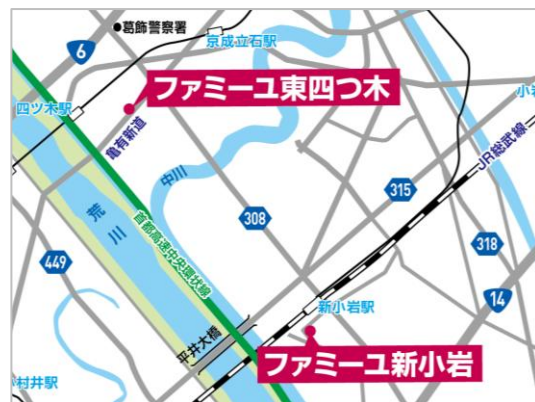 ●葛飾警察署
京成立石駅
6
ファミーユ東四つ木
四ツ木駅
亀有新道
小
JR総武線
中川
荒川
315
308
首都高速中央環状線
318
449
14
新小岩駅
平井大橋
ファミーユ新小岩
村井駅